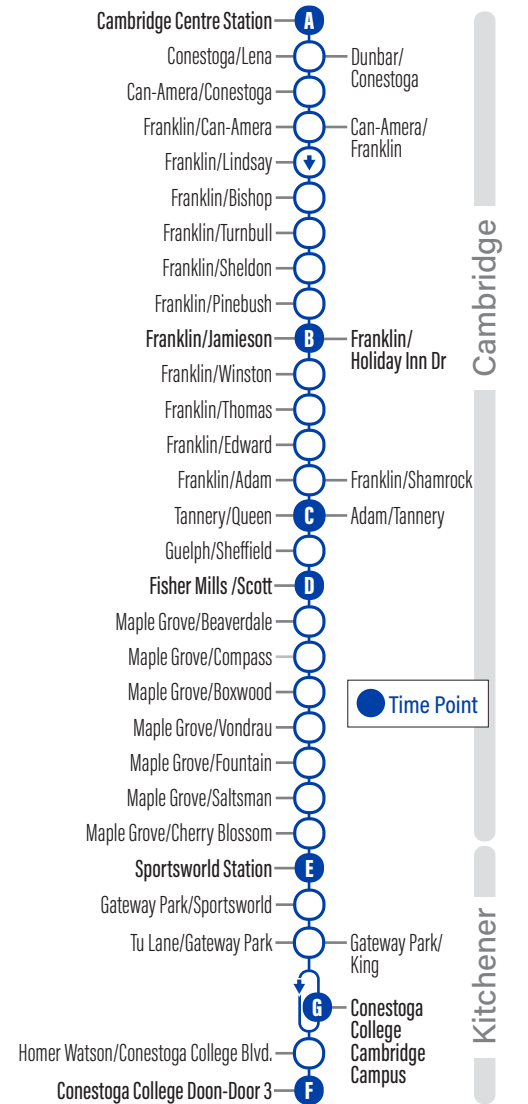 Cambridge Centre Station
A
Conestoga/Lena
Dunbar/
Conestoga
Can-Amera/Conestoga
Franklin/Can-Amera
Can-Amera/
Franklin
Franklin/Lindsay
Franklin/Bishop
Franklin/Turnbull
Franklin/Sheldon
Franklin/Pinebush
Franklin/Jamieson
B
Franklin/
Holiday Inn Dr
Franklin/Winston
Franklin/Thomas
Franklin/Edward
Franklin/Adam
Franklin/Shamrock
Tannery/Queen
C
Adam/Tannery
Guelph/Sheffield
Fisher Mills /Scott
D
Maple Grove/Beaverdale
Maple Grove/Compass
Maple Grove/Boxwood
Maple Grove/Vondrau
Maple Grove/Fountain
Maple Grove/Saltsman
Maple Grove/Cherry Blossom
Time Point
Cambridge
Sportsworld Station
E
Gateway Park/Sportsworld
Tu Lane/Gateway Park
Gateway Park/
King
G
Conestoga
College
Cambridge
Campus
Homer Watson/Conestoga College Blvd.
Conestoga College Doon-Door 3
F
Kitchener